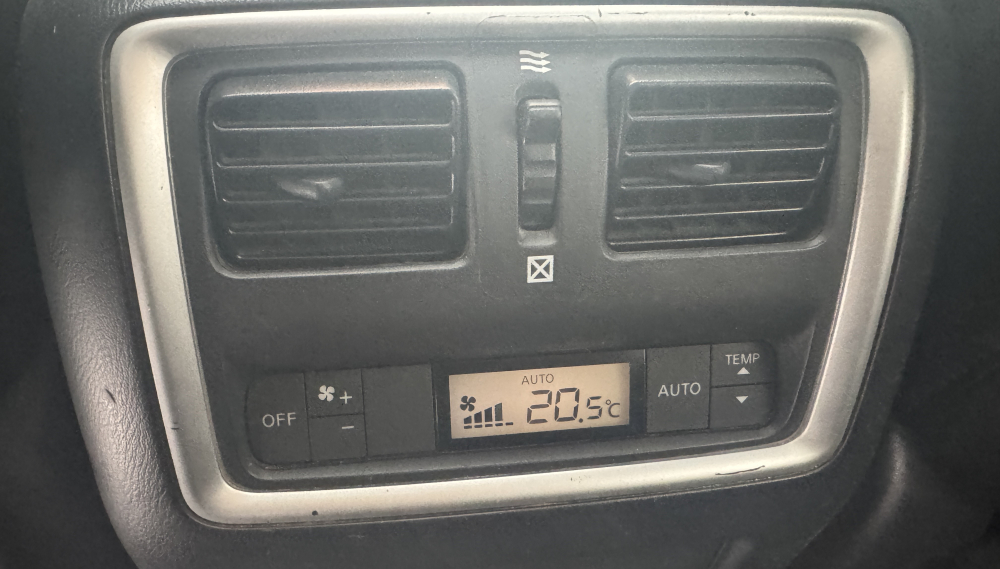 AUTO
20.5℃
OFF
+
−
AUTO
TEMP